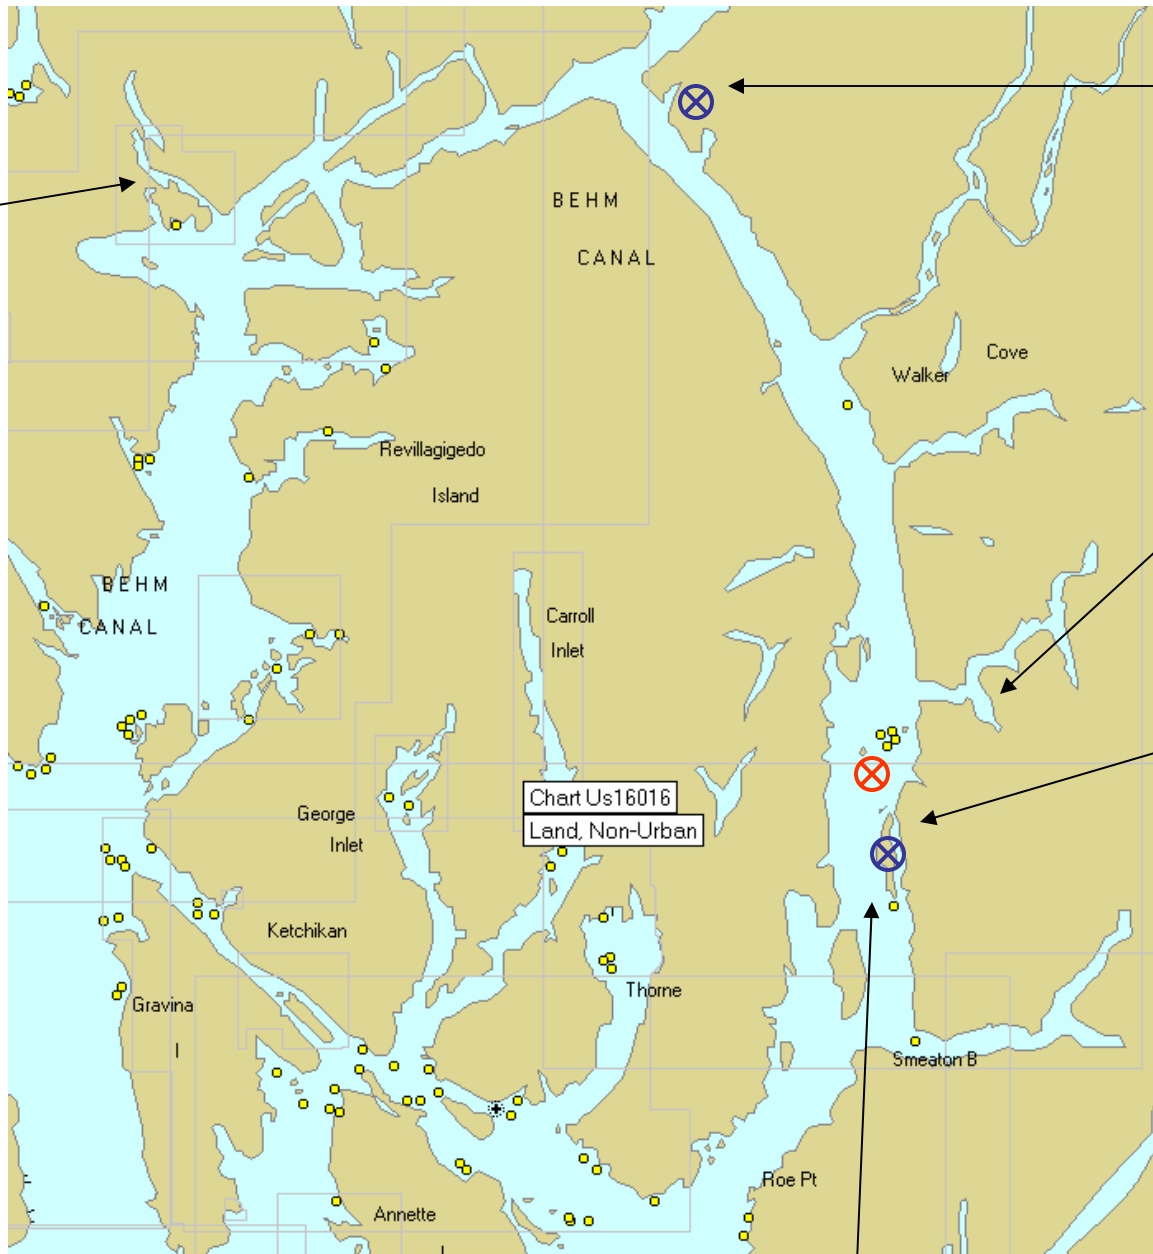 BEHM
CANAL
Cove
Walker
Revillagigedo
Island
BEHM
CANAL
Carroll
Inlet
Chart Us16016
Land, Non-Urban
George
Inlet
Ketchikan
Thorne
Gravina
I
Smeaton B
Roe Pt
Annette
I